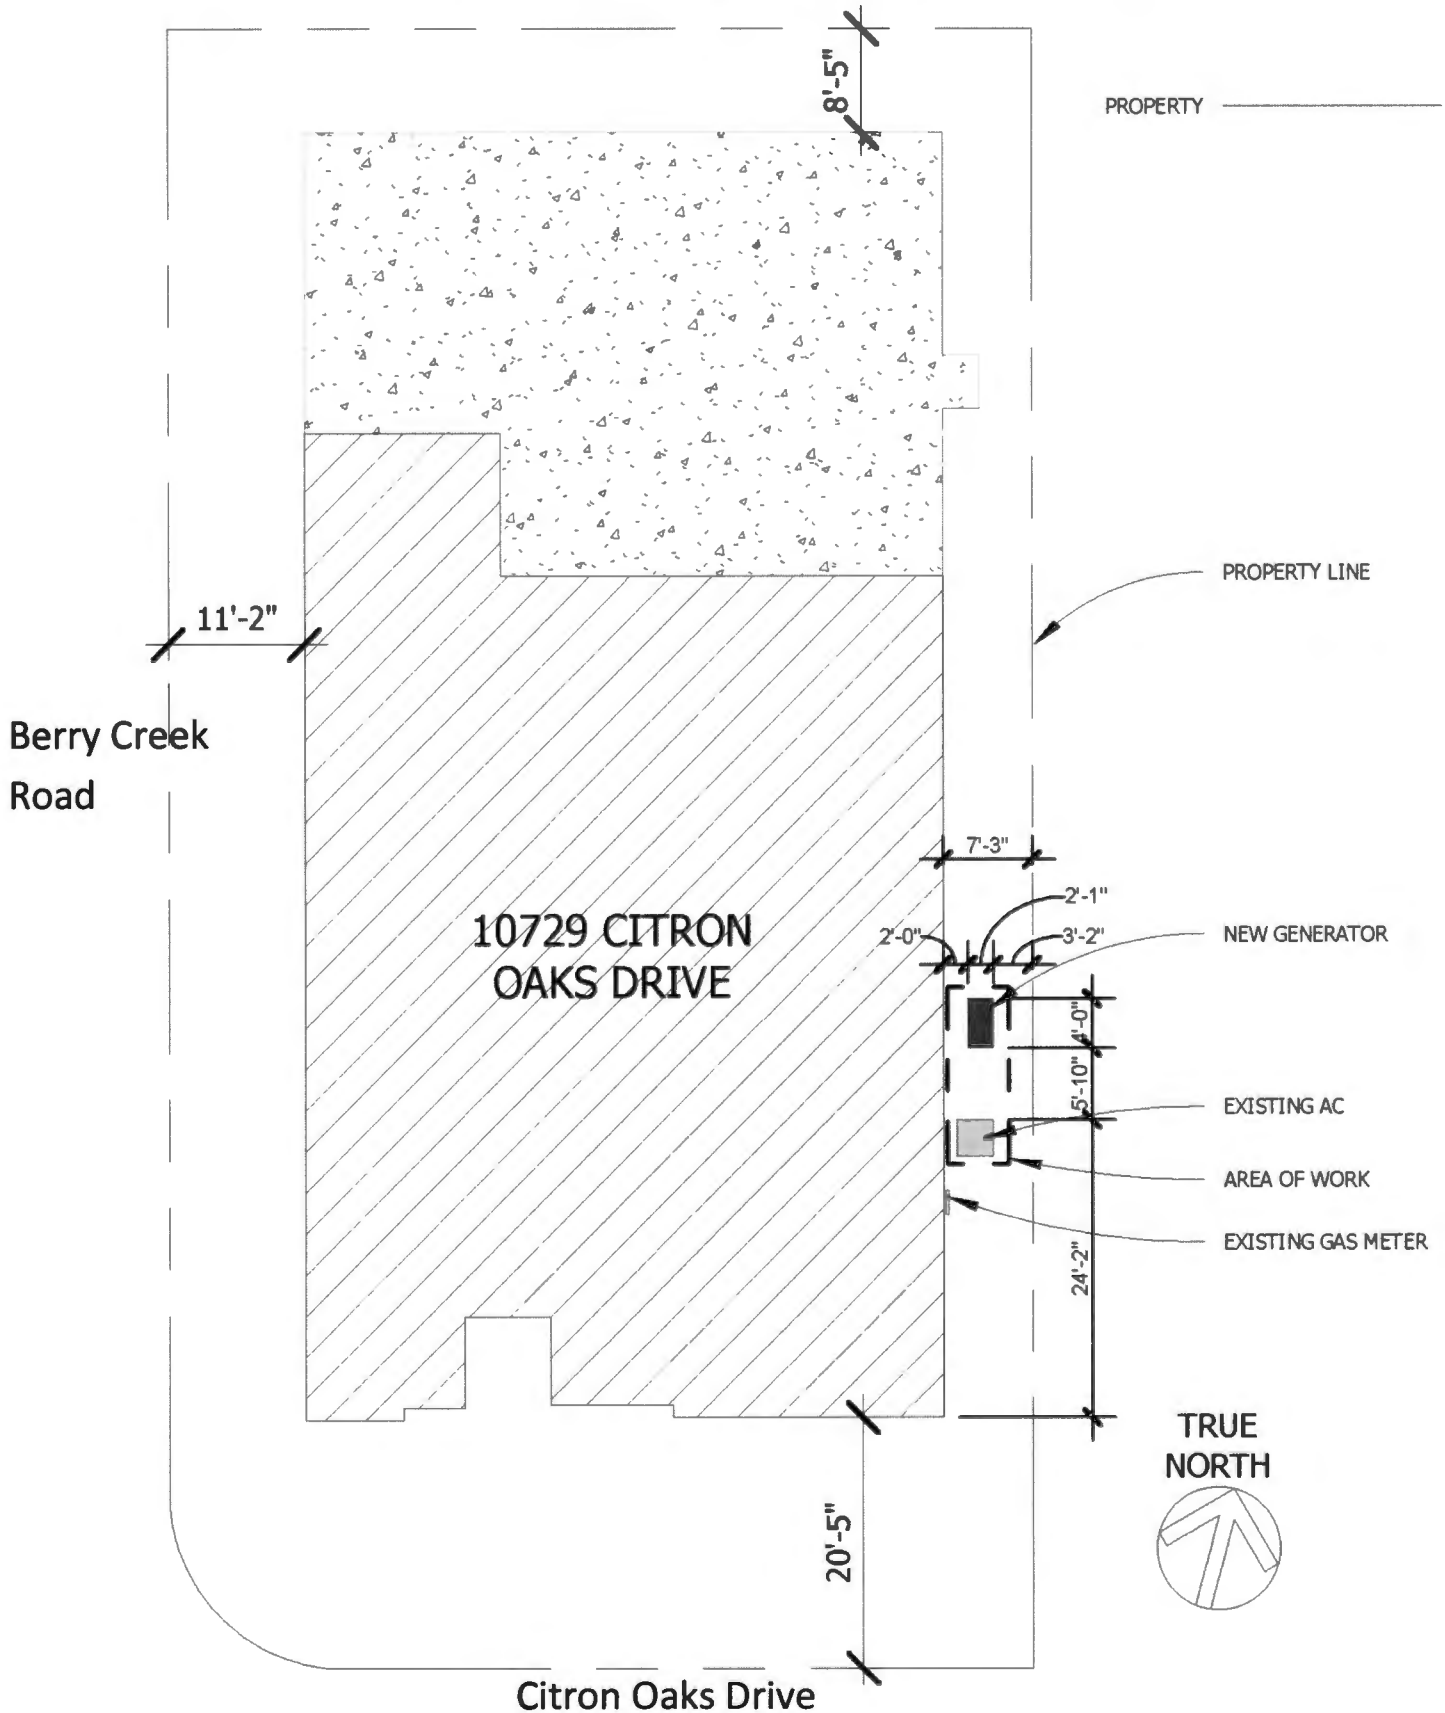 8'-5"
PROPERTY
PROPERTY LINE
11'-2"
Berry Creek
Road
7'-3"
2'-1"
2'-0"
3'-2"
NEW GENERATOR
10729 CITRON
OAKS DRIVE
4'-0"
5'-10"
EXISTING AC
AREA OF WORK
EXISTING GAS METER
24'-2"
TRUE
NORTH
20'-5"
Citron Oaks Drive